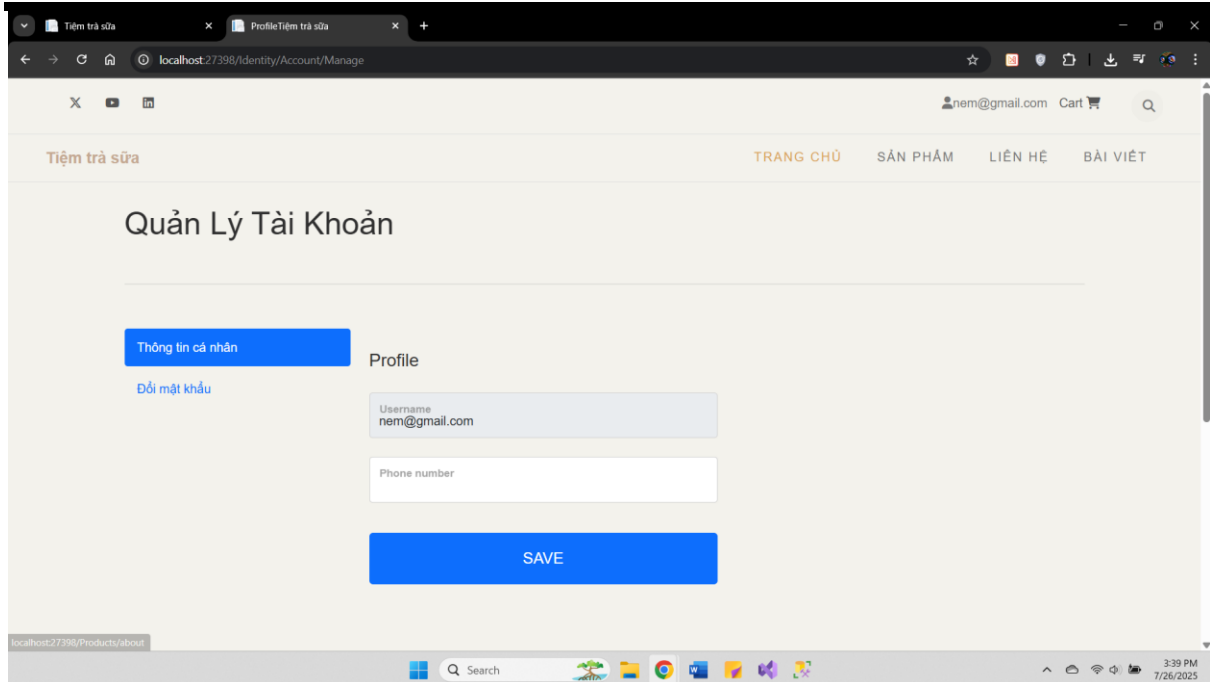 Tiệm trà sữa
ProfileTiệm trà sữa
localhost:27398/Identity/Account/Manage
nem@gmail.com Cart
Tiệm trà sữa
TRANG CHỦ SẢN PHẨM LIÊN HỆ BÀI VIẾT
Quản Lý Tài Khoản
Thông tin cá nhân
Đổi mật khẩu
Profile
Username
nem@gmail.com
Phone number
SAVE
localhost:27398/Products/about
Search
3:39 PM
7/26/2025